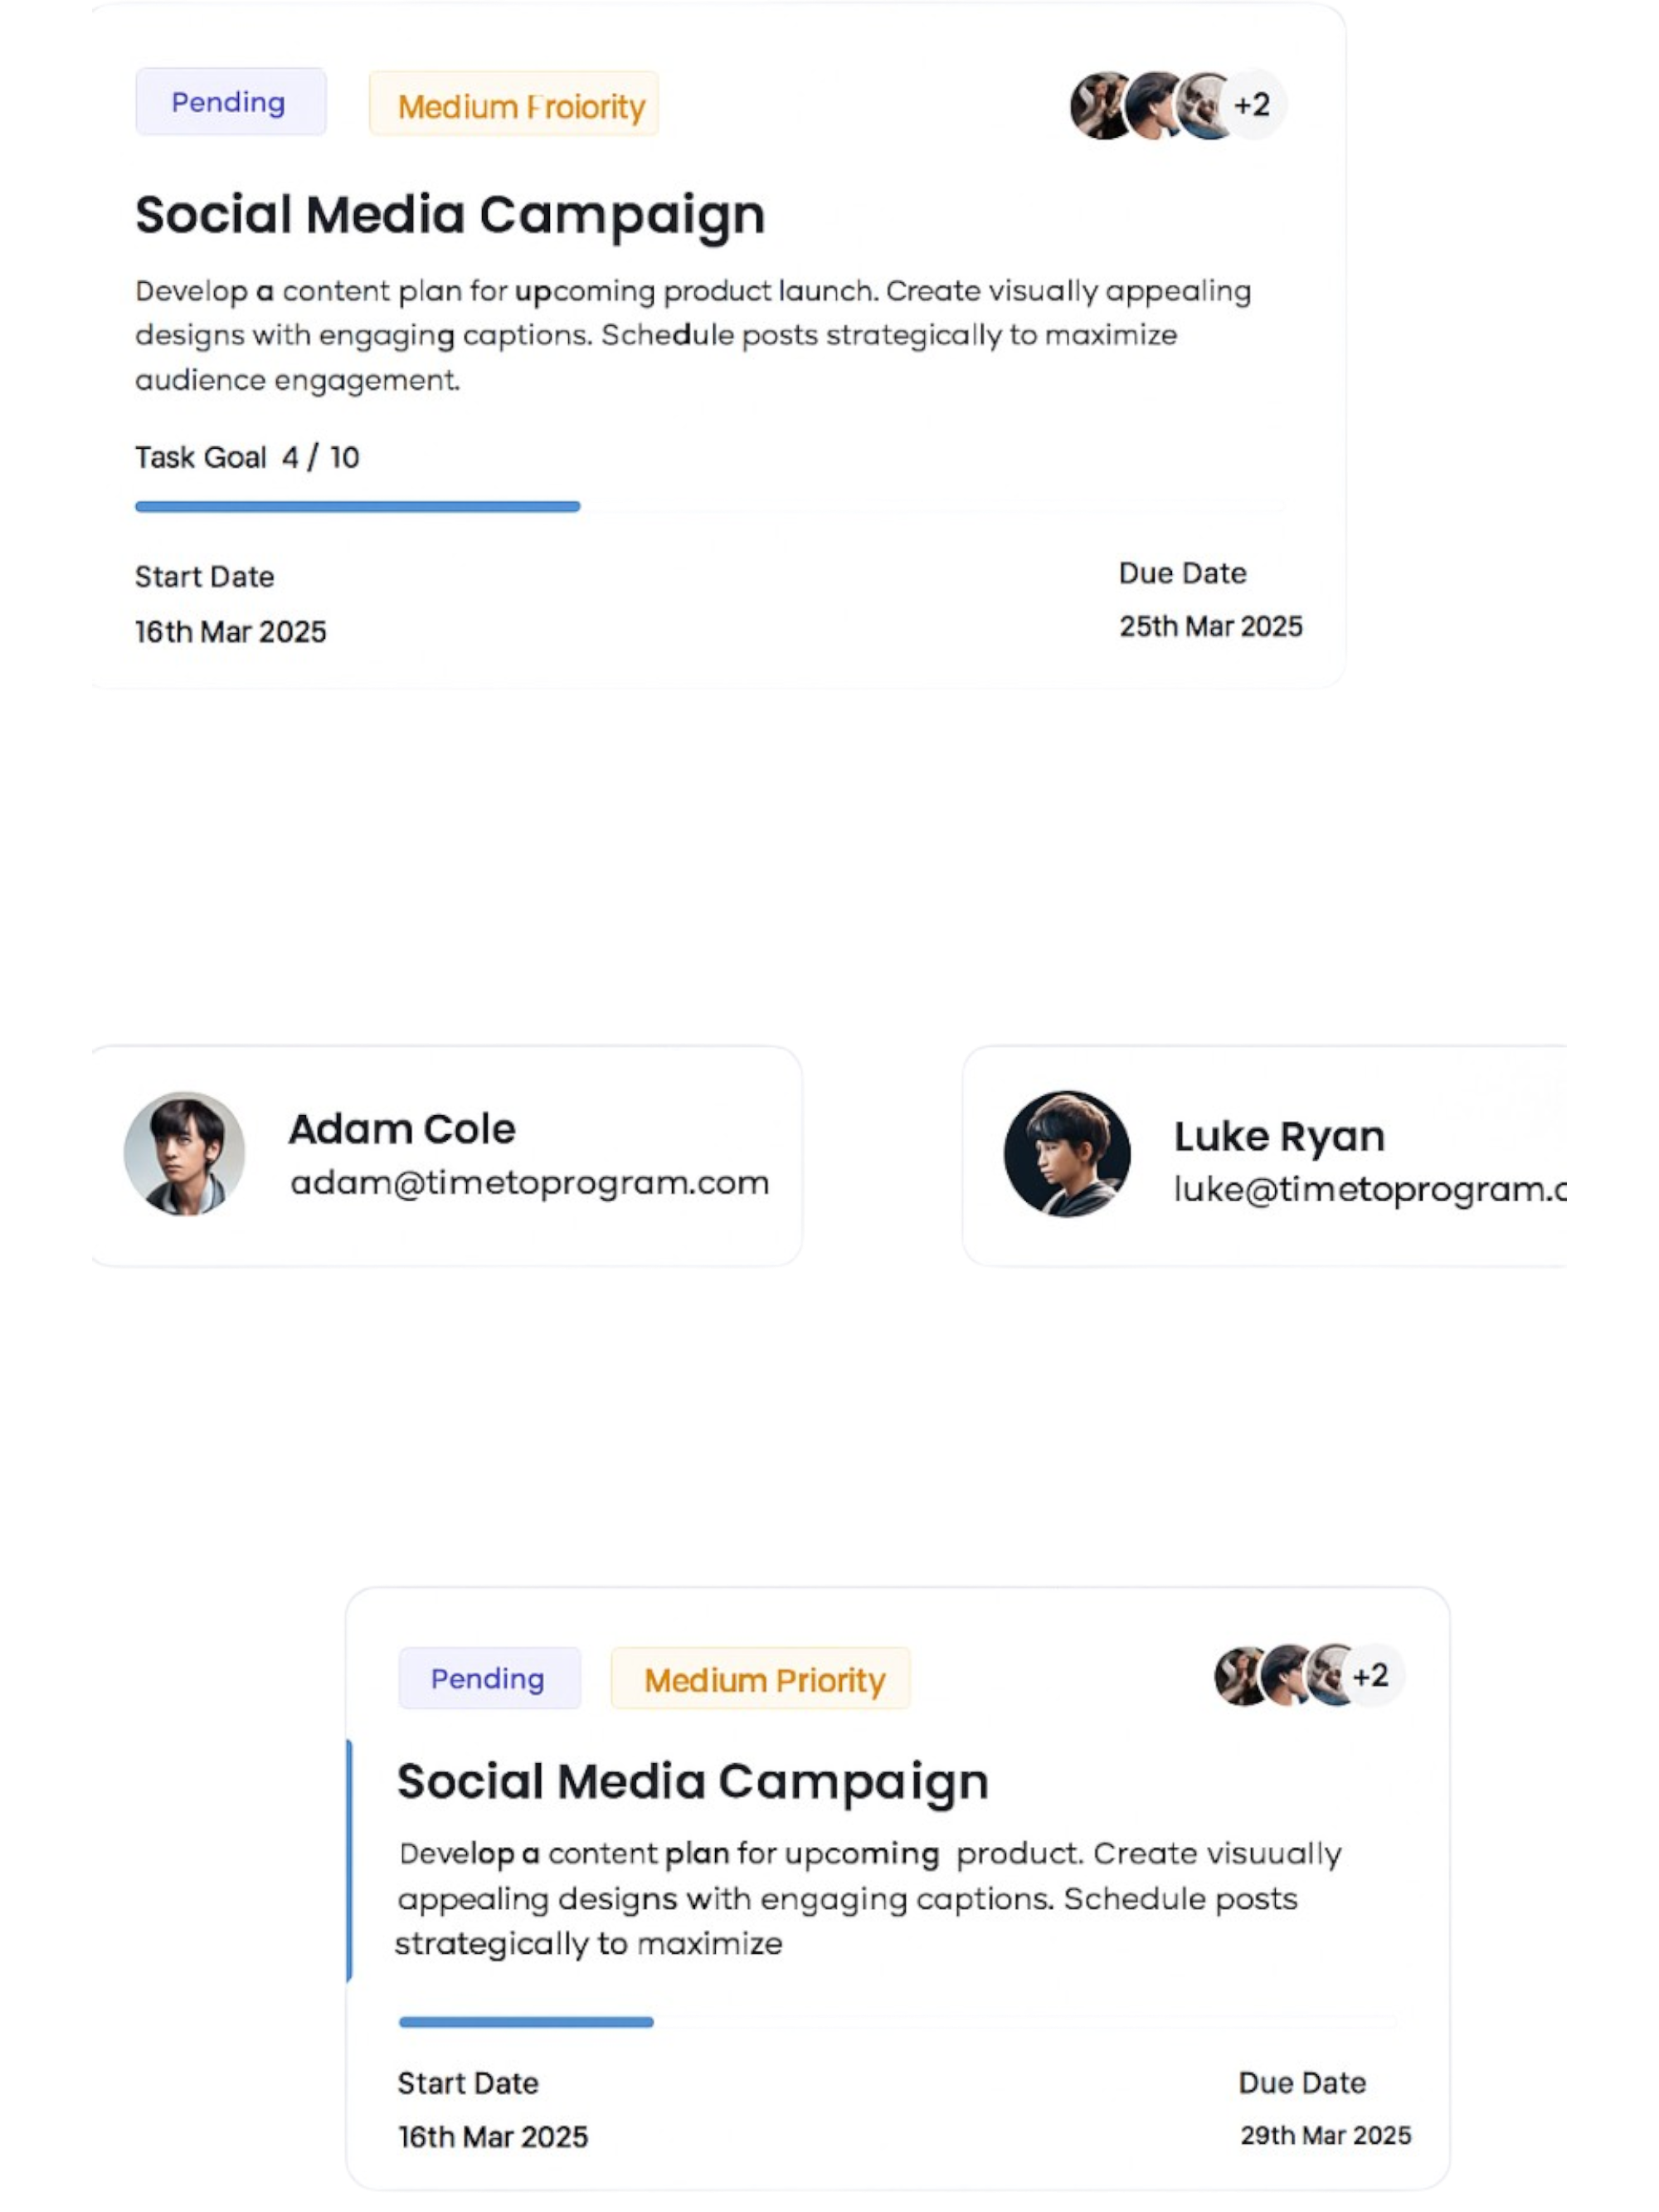 Pending
Medium Froiority
+2
Social Media Campaign
Develop a content plan for upcoming product launch. Create visually appealing
designs with engaging captions. Schedule posts strategically to maximize
audience engagement.
Task Goal 4 / 10
Start Date
Due Date
16th Mar 2025
25th Mar 2025
Adam Cole
adam@timetoprogram.com
Luke Ryan
luke@timetoprogram.c
Pending
Medium Priority
+2
Social Media Campaign
Develop a content plan for upcoming product. Create visuually
appealing designs with engaging captions. Schedule posts
strategically to maximize
Start Date
Due Date
16th Mar 2025
29th Mar 2025